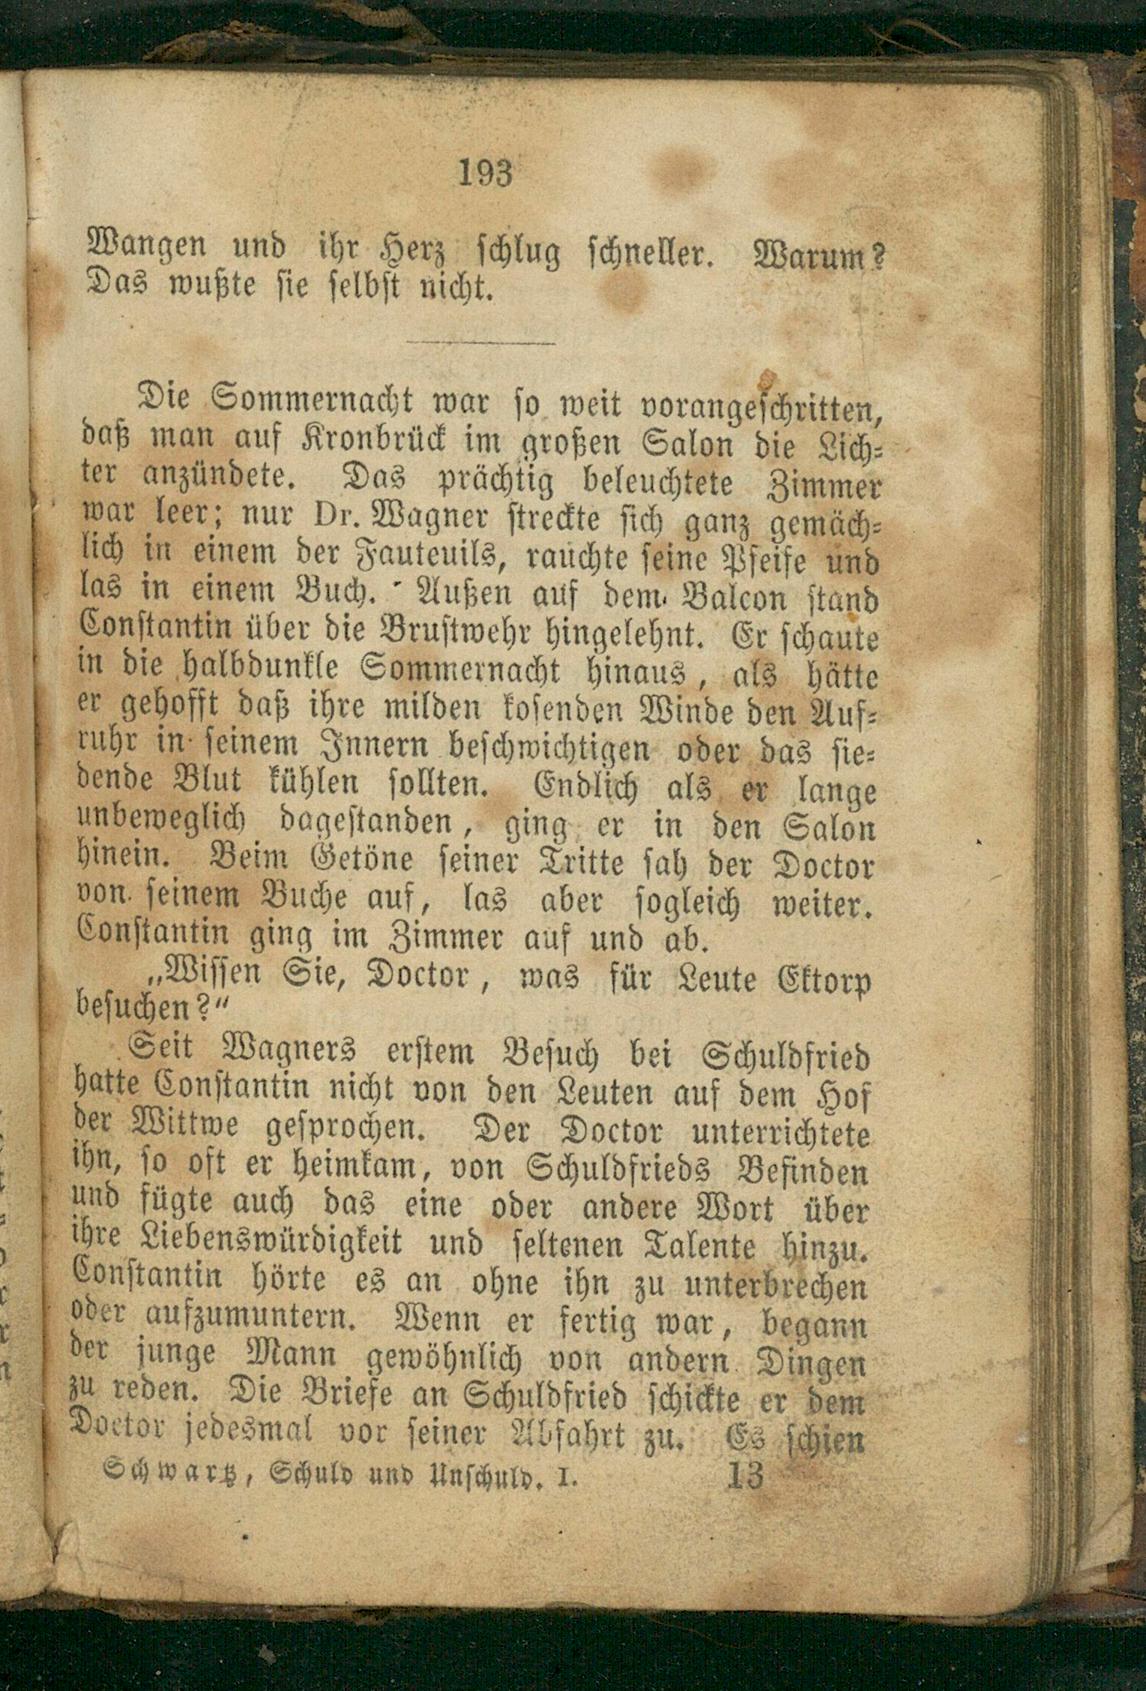 193
Wangen und ihr Herz schlug schneller. Warum?
Das wußte sie selbst nicht.
Die Sommernacht war so weit vorangeschritten,
daß man auf Kronbrück im großen Salon die Lich-
ter anzündete. Das prächtig beleuchtete Zimmer
war leer; nur Dr. Wagner streckte sich ganz gemäch-
lich in einem der Fauteuils, rauchte seine Pfeife und
las in einem Buch. Außen auf dem Balcon stand
Constantin über die Brustwehr hingelehnt. Er schaute
in die halbdunkle Sommernacht hinaus, als hätte
er gehofft daß ihre milden kosenden Winde den Auf-
ruhr in seinem Innern beschwichtigen oder das sie-
dende Blut kühlen sollten. Endlich als er lange
unbeweglich dagestanden, ging er in den Salon
hinein. Beim Getöne seiner Tritte sah der Doctor
von seinem Buche auf, las aber sogleich weiter.
Constantin ging im Zimmer auf und ab.
„Wissen Sie, Doctor, was für Leute Ektorp
besuchen?“
Seit Wagners erstem Besuch bei Schuldfried
hatte Constantin nicht von den Leuten auf dem Hof
der Wittwe gesprochen. Der Doctor unterrichtete
ihn, so oft er heimkam, von Schuldfrieds Befinden
und fügte auch das eine oder andere Wort über
ihre Liebenswürdigkeit und seltenen Talente hinzu.
Constantin hörte es an ohne ihn zu unterbrechen
oder aufzumuntern. Wenn er fertig war, begann
der junge Mann gewöhnlich von andern Dingen
zu reden. Die Briefe an Schuldfried schickte er dem
Doctor jedesmal vor seiner Abfahrt zu. Es schien
Schwartz, Schuld und Unschuld. I. 13